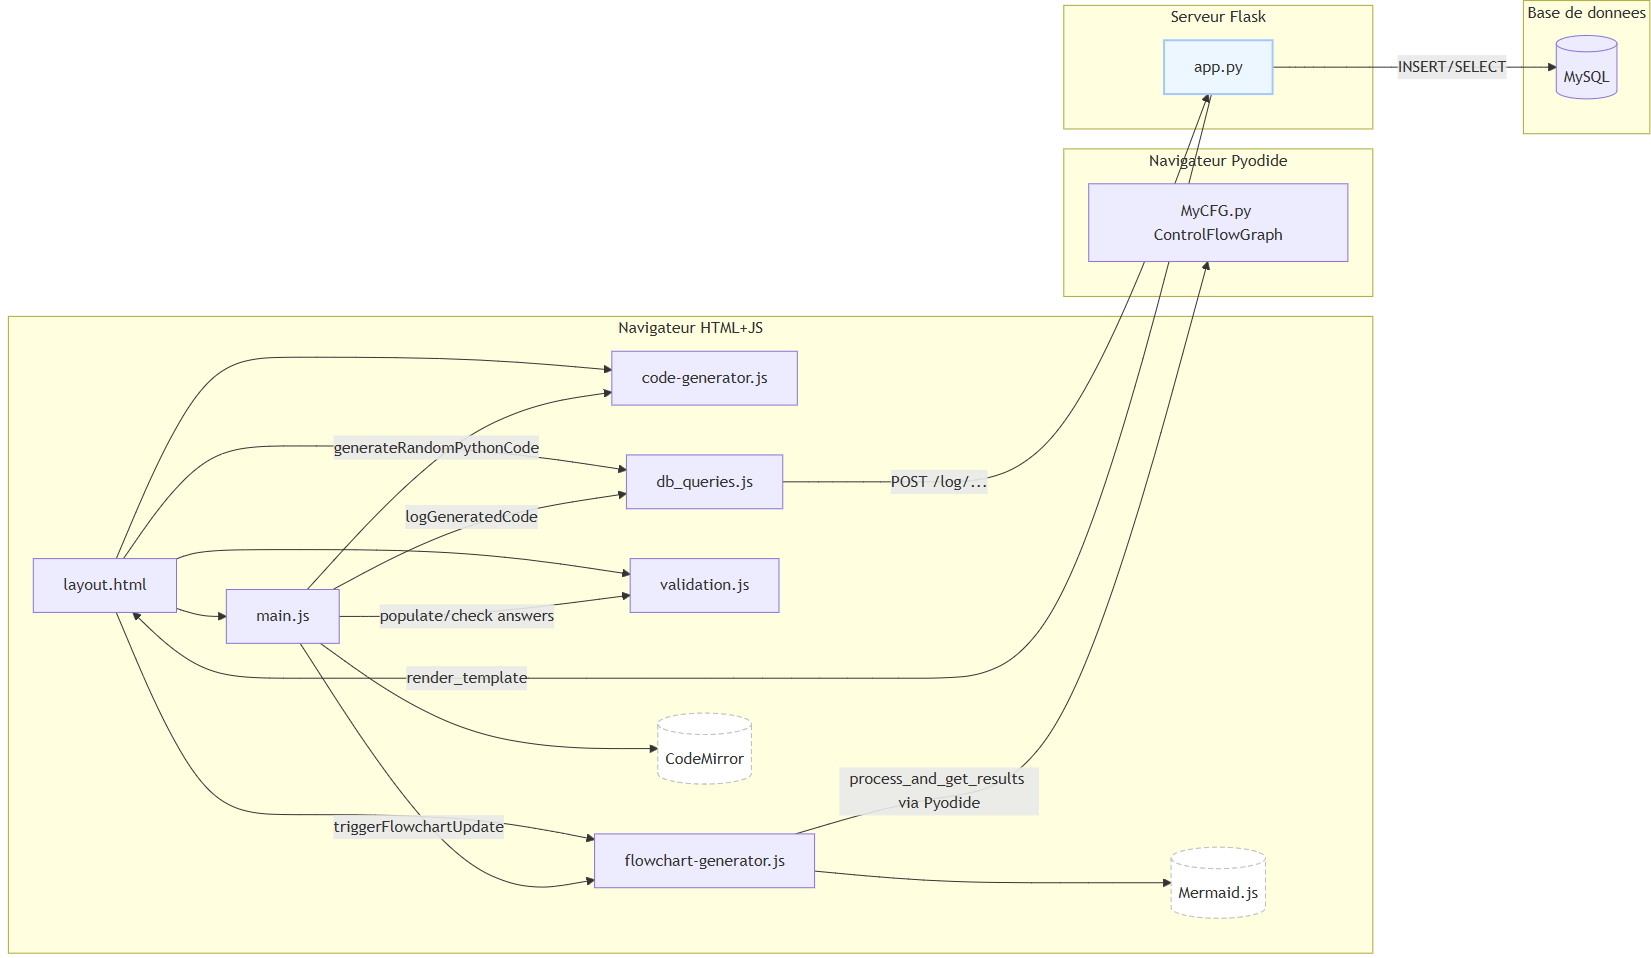 Serveur Flask
app.py
INSERT/SELECT
Base de donnees
MySQL
Navigateur Pyodide
MyCFG.py
ControlFlowGraph
Navigateur HTML+JS
code-generator.js
generateRandomPythonCode
db_queries.js
POST /log/...
logGeneratedCode
layout.html
main.js
validation.js
populate/check answers
render_template
CodeMirror
process_and_get_results
via Pyodide
triggerFlowchartUpdate
flowchart-generator.js
Mermaid.js